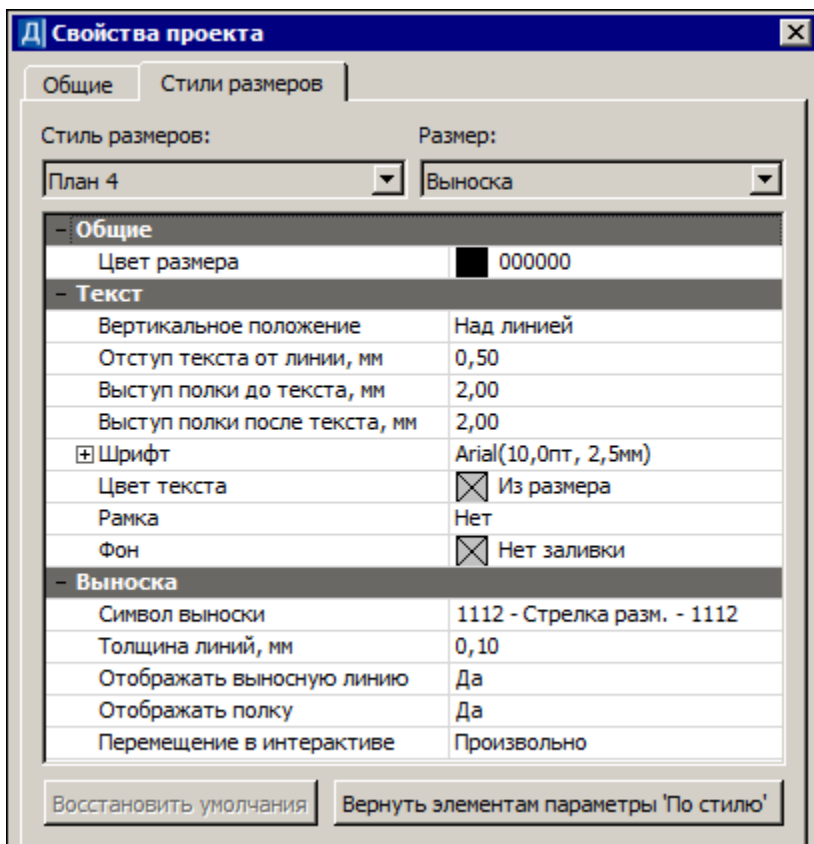 Д Свойства проекта
Общие Стили размеров
Стиль размеров: Размер:
План 4 Выноска
Общие
Цвет размера 000000
Текст
Вертикальное положение Над линией
Отступ текста от линии, мм 0,50
Выступ полки до текста, мм 2,00
Выступ полки после текста, мм 2,00
Шрифт Arial(10,0пт, 2,5мм)
Цвет текста Из размера
Рамка Нет
Фон Нет заливки
Выноска
Символ выноски 1112 - Стрелка разм. - 1112
Толщина линий, мм 0,10
Отображать выносную линию Да
Отображать полку Да
Перемещение в интерактиве Произвольно
Восстановить умолчания Вернуть элементам параметры 'По стилю'